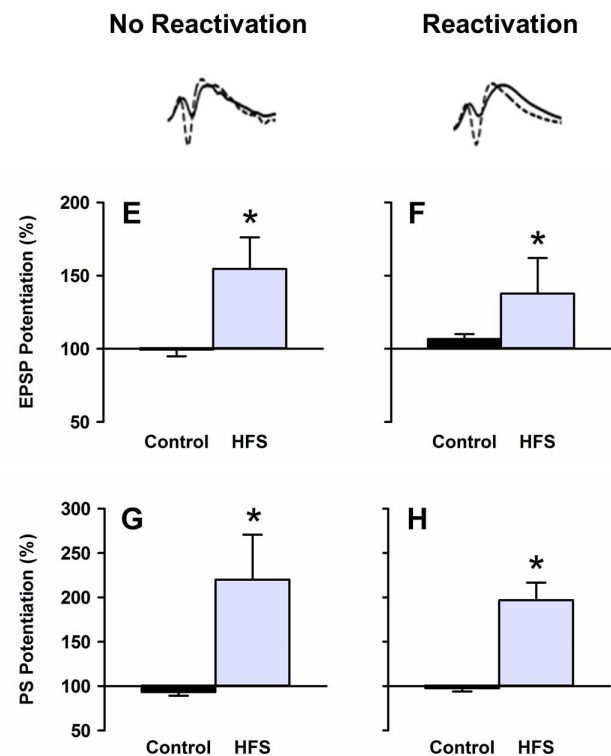 No Reactivation
Reactivation
EPSP Potentiation (%)
200
150
100
50
E
*
Control HFS
F
*
Control HFS
PS Potentiation (%)
300
250
200
150
100
50
G
*
Control HFS
H
*
Control HFS